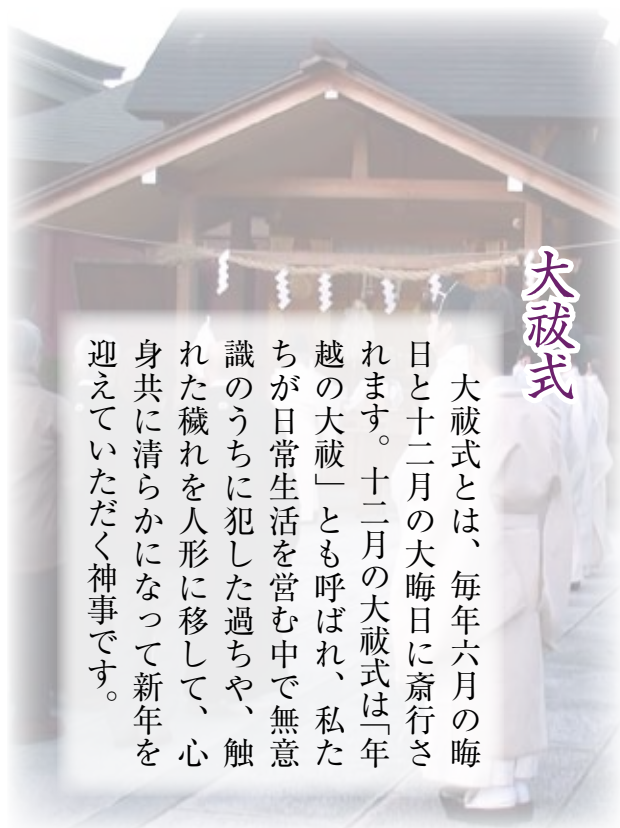 大祓式
大祓式とは、毎年六月の晦
日と十二月の大晦日に斎行さ
れます。十二月の大祓式は「年
越の大祓」とも呼ばれ、私た
ちが日常生活を営む中で無意
識のうちに犯した過ちや、触
れた穢れを人形に移して、心
身共に清らかになって新年を
迎えていただく神事です。